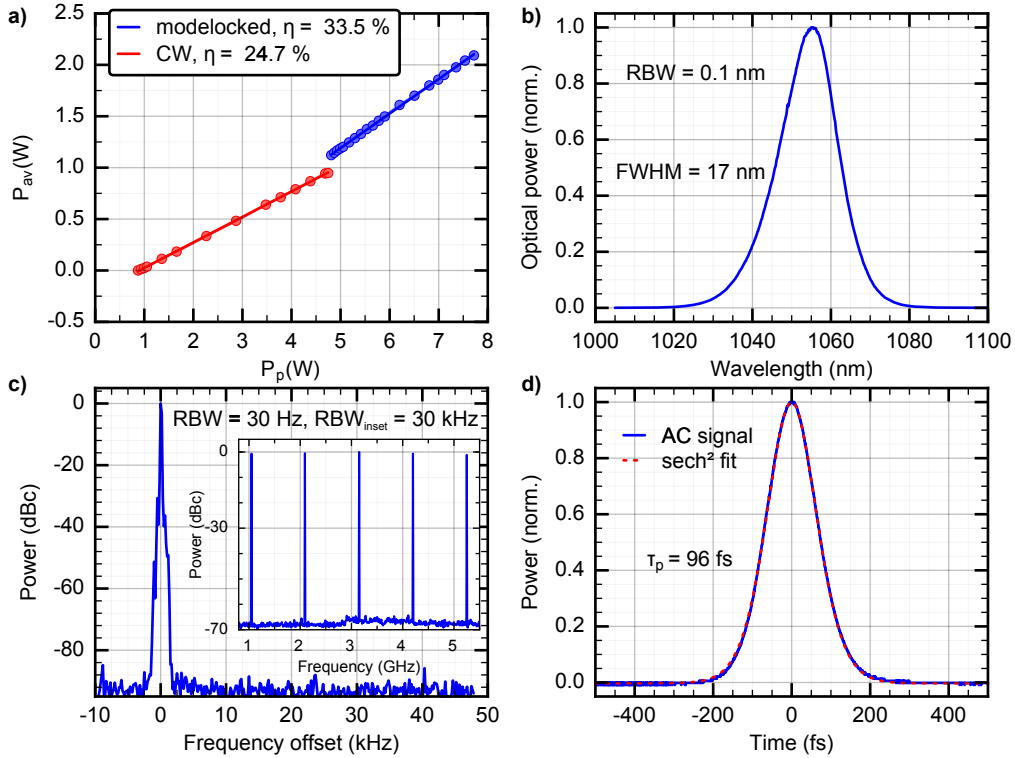 a)
modelocked, η = 33.5 %
CW, η = 24.7 %
2.5
2.0
1.5
1.0
0.5
0.0
-0.5
P_av(W)
0 1 2 3 4 5 6 7 8
P_p(W)
b)
RBW = 0.1 nm
FWHM = 17 nm
1.0
0.8
0.6
0.4
0.2
0.0
Optical power (norm.)
1000 1020 1040 1060 1080 1100
Wavelength (nm)
c)
RBW = 30 Hz, RBW_inset = 30 kHz
0
-20
-40
-60
-80
Power (dBc)
0
-30
-70
Power (dBc)
1 2 3 4 5
Frequency (GHz)
-10 0 10 20 30 40 50
Frequency offset (kHz)
d)
AC signal
sech² fit
τ_p = 96 fs
1.0
0.8
0.6
0.4
0.2
0.0
Power (norm.)
-400 -200 0 200 400
Time (fs)